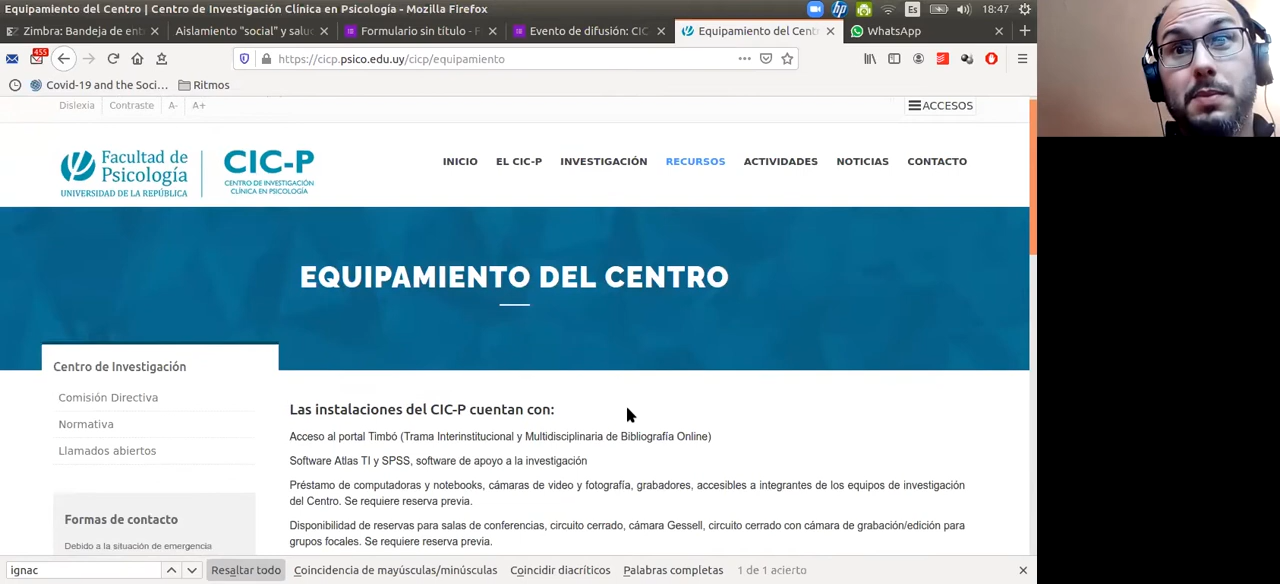 Equipamiento del Centro | Centro de Investigación Clínica en Psicología - Mozilla Firefox
hp
Es
18:47
Zimbra: Bandeja de ent
Aislamiento "social" y saluc
Formulario sin título - F
Evento de difusión: CIC
Equipamiento del Cent
WhatsApp
455
https://cicp.psico.edu.uy/cicp/equipamiento
Covid-19 and the Soci...
Ritmos
Dislexia
Contraste
A-
A+
ACCESOS
Facultad de
Psicología
UNIVERSIDAD DE LA REPÚBLICA
CIC-P
CENTRO DE INVESTIGACIÓN
CLÍNICA EN PSICOLOGÍA
INICIO
EL CIC-P
INVESTIGACIÓN
RECURSOS
ACTIVIDADES
NOTICIAS
CONTACTO
EQUIPAMIENTO DEL CENTRO
Centro de Investigación
Comisión Directiva
Normativa
Llamados abiertos
Formas de contacto
Debido a la situación de emergencia
Las instalaciones del CIC-P cuentan con:
Acceso al portal Timbó (Trama Interinstitucional y Multidisciplinaria de Bibliografía Online)
Software Atlas TI y SPSS, software de apoyo a la investigación
Préstamo de computadoras y notebooks, cámaras de video y fotografía, grabadores, accesibles a integrantes de los equipos de investigación
del Centro. Se requiere reserva previa.
Disponibilidad de reservas para salas de conferencias, circuito cerrado, cámara Gessell, circuito cerrado con cámara de grabación/edición para
grupos focales. Se requiere reserva previa.
ignac
Resaltar todo
Coincidencia de mayúsculas/minúsculas
Coincidir diacríticos
Palabras completas
1 de 1 acierto